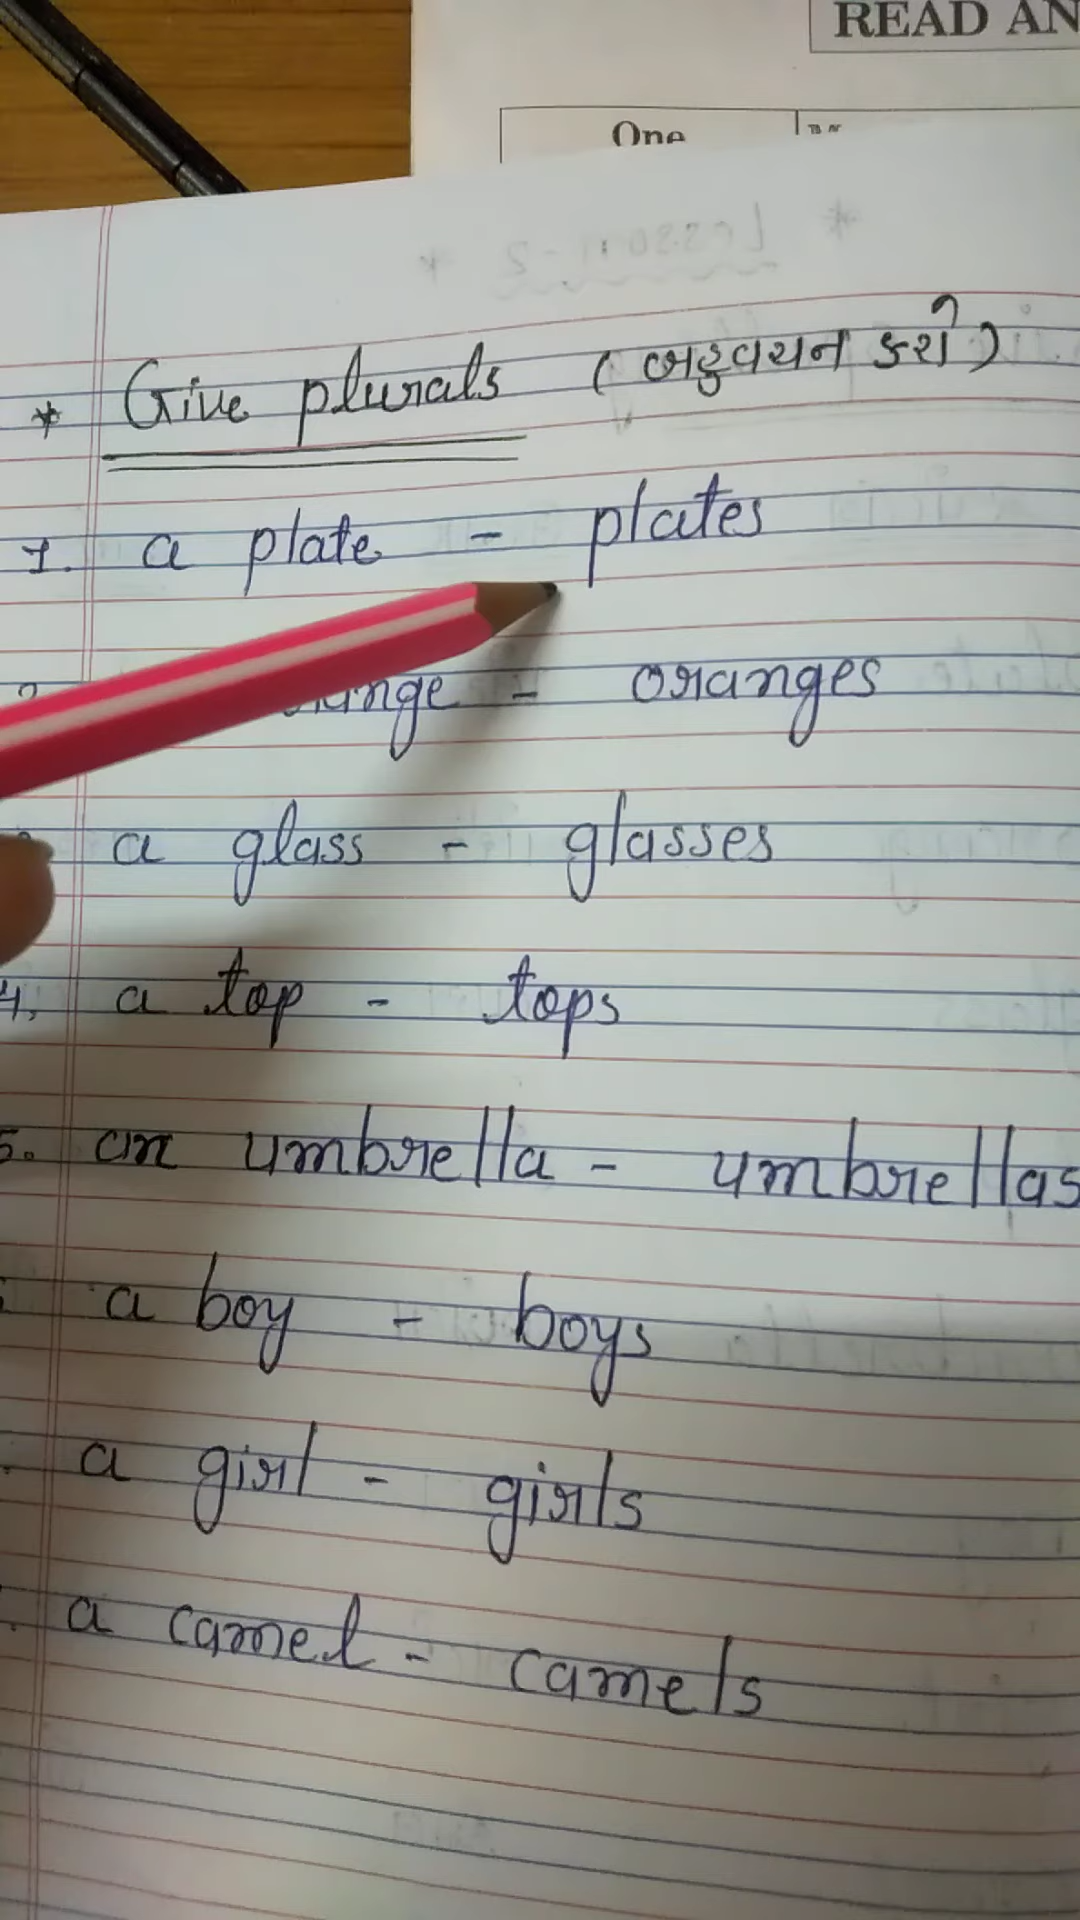 READ AN
One
* Give plurals (બહુવચન કરો)
1. a plate - plates
- oranges
a glass - glasses
4. a top - tops
5. an umbrella - umbrellas
a boy - boys
a girl - girls
a camel - camels